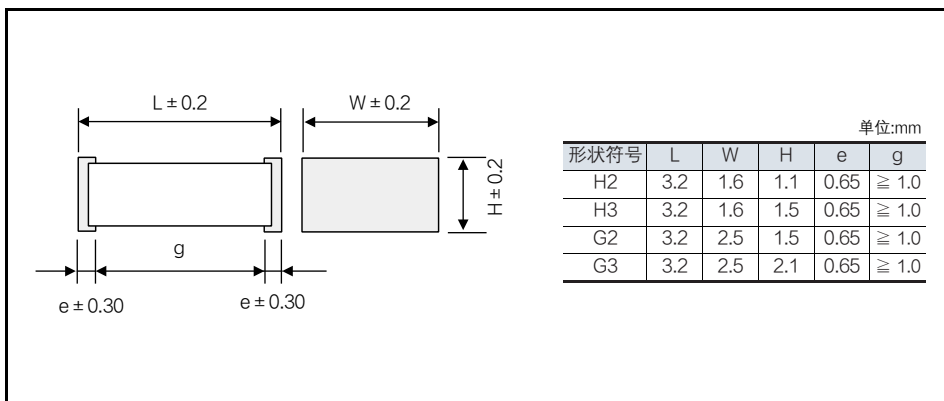 L ± 0.2
W ± 0.2
H ± 0.2
g
e ± 0.30
e ± 0.30
单位:mm
形状符号 L W H e g
H2 3.2 1.6 1.1 0.65 ≧ 1.0
H3 3.2 1.6 1.5 0.65 ≧ 1.0
G2 3.2 2.5 1.5 0.65 ≧ 1.0
G3 3.2 2.5 2.1 0.65 ≧ 1.0